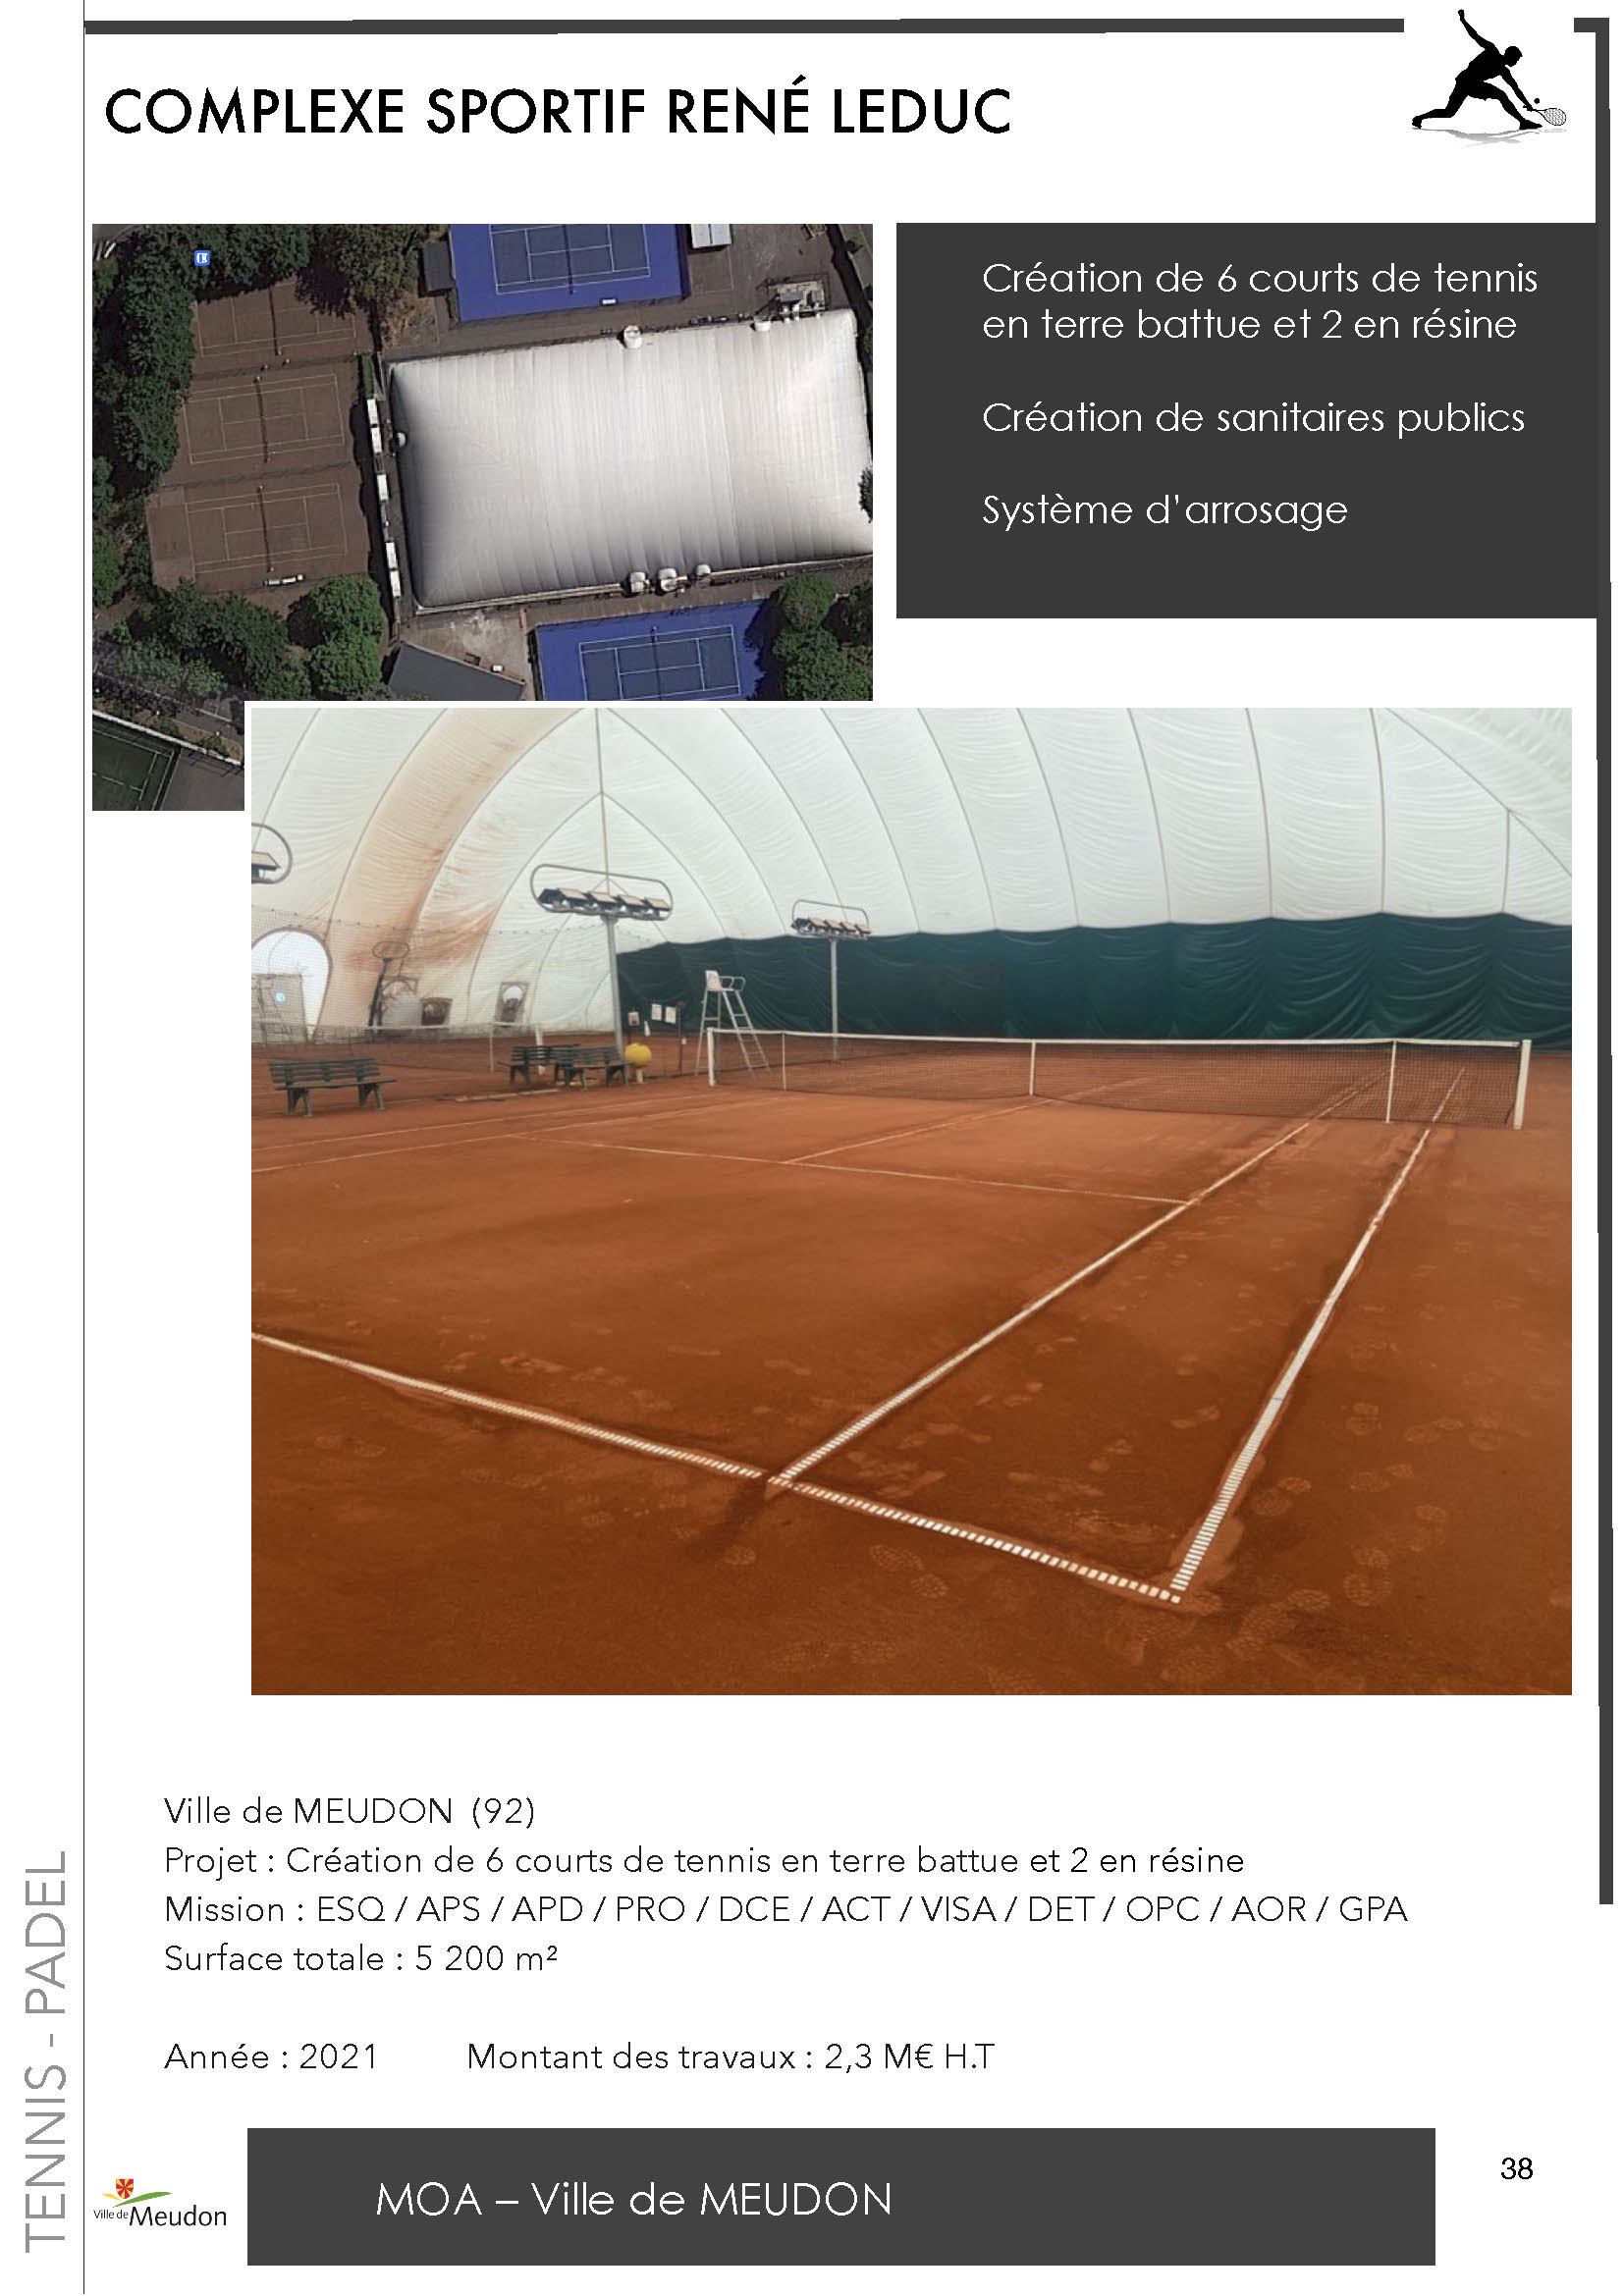 COMPLEXE SPORTIF RENÉ LEDUC
Création de 6 courts de tennis
en terre battue et 2 en résine
Création de sanitaires publics
Système d'arrosage
Ville de MEUDON (92)
Projet : Création de 6 courts de tennis en terre battue et 2 en résine
Mission : ESQ / APS / APD / PRO / DCE / ACT / VISA / DET / OPC / AOR / GPA
Surface totale : 5 200 m²
Année : 2021 Montant des travaux : 2,3 M€ H.T
TENNIS - PADEL
Ville de Meudon
MOA – Ville de MEUDON
38